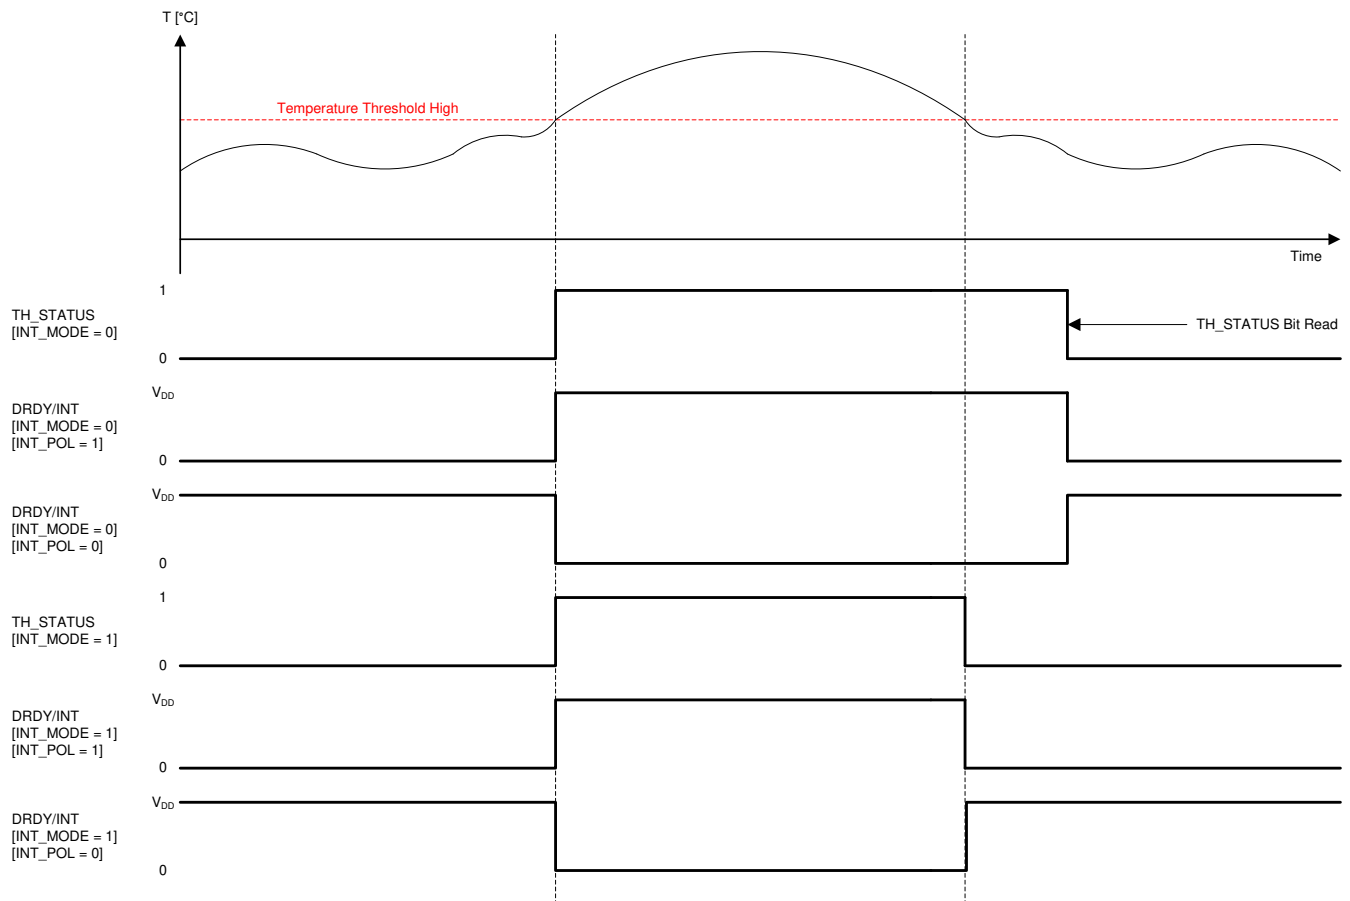 T [°C]
Temperature Threshold High
Time
1
TH_STATUS
[INT_MODE = 0]
TH_STATUS Bit Read
0
VDD
DRDY/INT
[INT_MODE = 0]
[INT_POL = 1]
0
VDD
DRDY/INT
[INT_MODE = 0]
[INT_POL = 0]
0
1
TH_STATUS
[INT_MODE = 1]
0
VDD
DRDY/INT
[INT_MODE = 1]
[INT_POL = 1]
0
VDD
DRDY/INT
[INT_MODE = 1]
[INT_POL = 0]
0